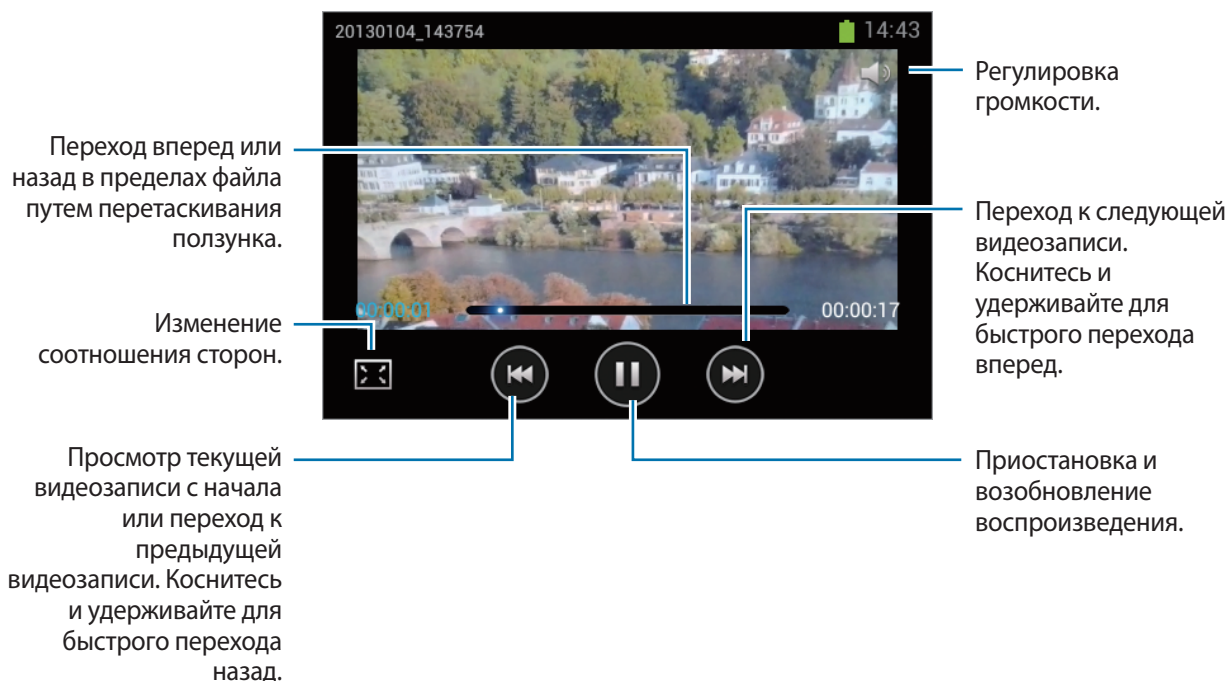 20130104_143754
14:43
Регулировка
громкости.
Переход вперед или
назад в пределах файла
путем перетаскивания
ползунка.
Переход к следующей
видеозаписи.
Коснитесь и
удерживайте для
быстрого перехода
вперед.
00:00:01
00:00:17
Изменение
соотношения сторон.
Просмотр текущей
видеозаписи с начала
или переход к
предыдущей
видеозаписи. Коснитесь
и удерживайте для
быстрого перехода
назад.
Приостановка и
возобновление
воспроизведения.